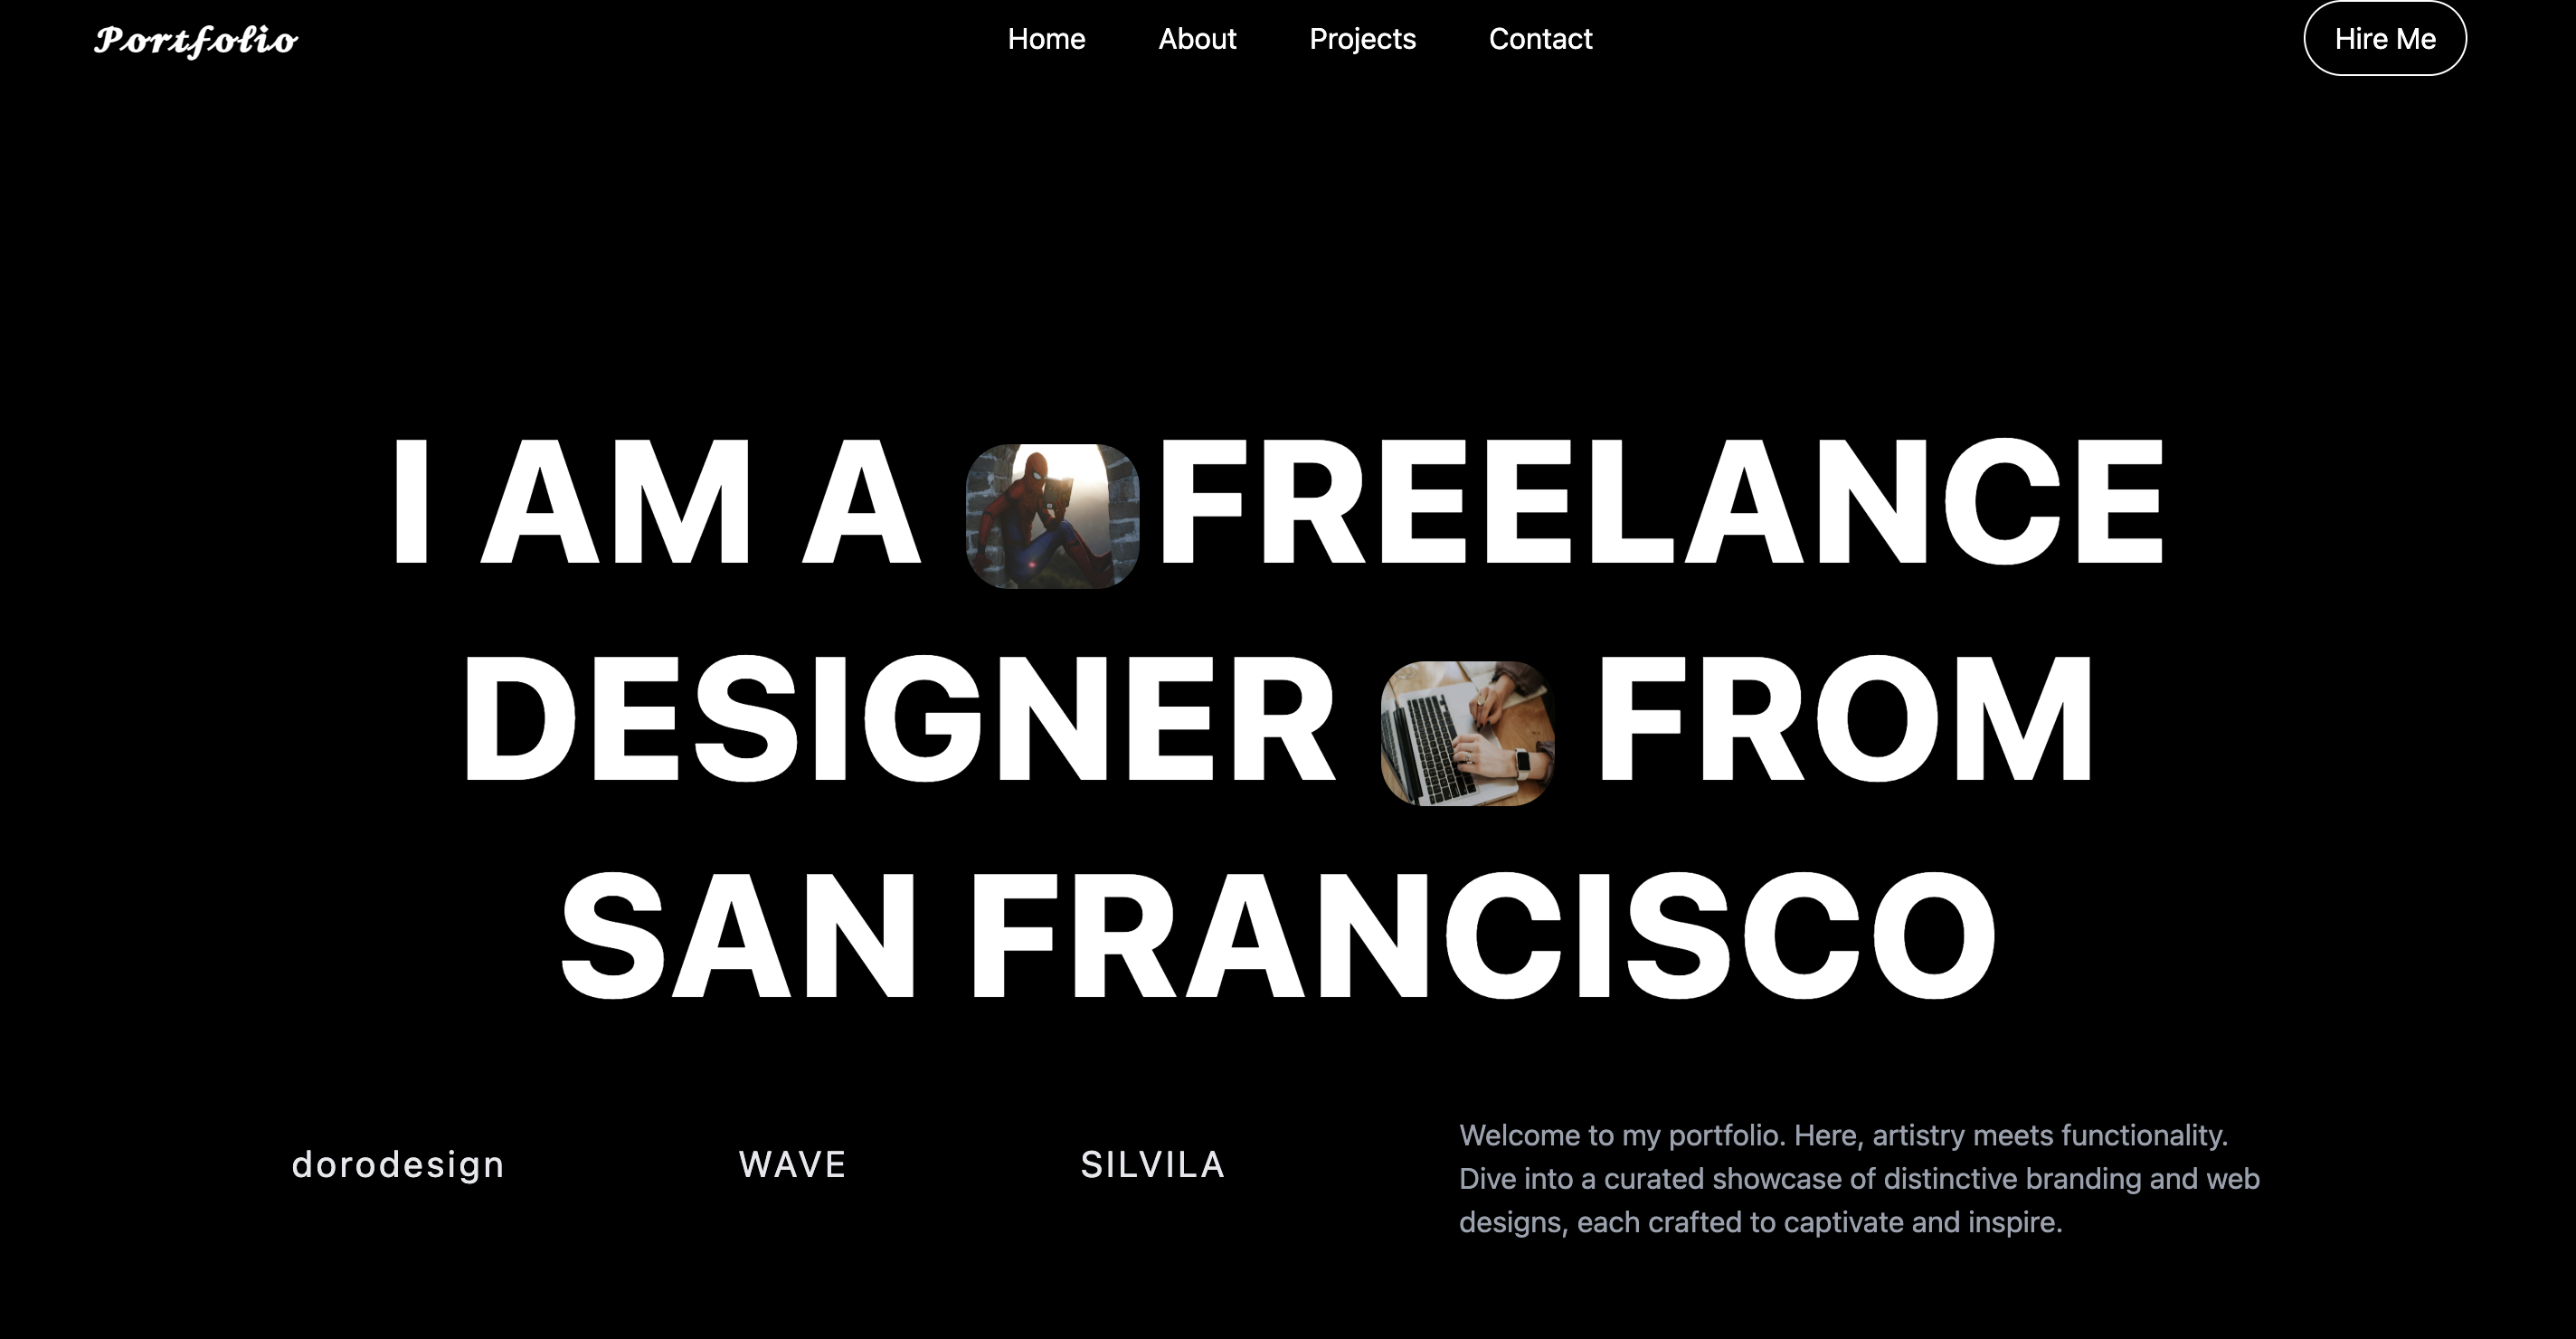 Portfolio
Home
About
Projects
Contact
Hire Me
I AM A FREELANCE
DESIGNER FROM
SAN FRANCISCO
dorodesign
WAVE
SILVILA
Welcome to my portfolio. Here, artistry meets functionality.
Dive into a curated showcase of distinctive branding and web
designs, each crafted to captivate and inspire.